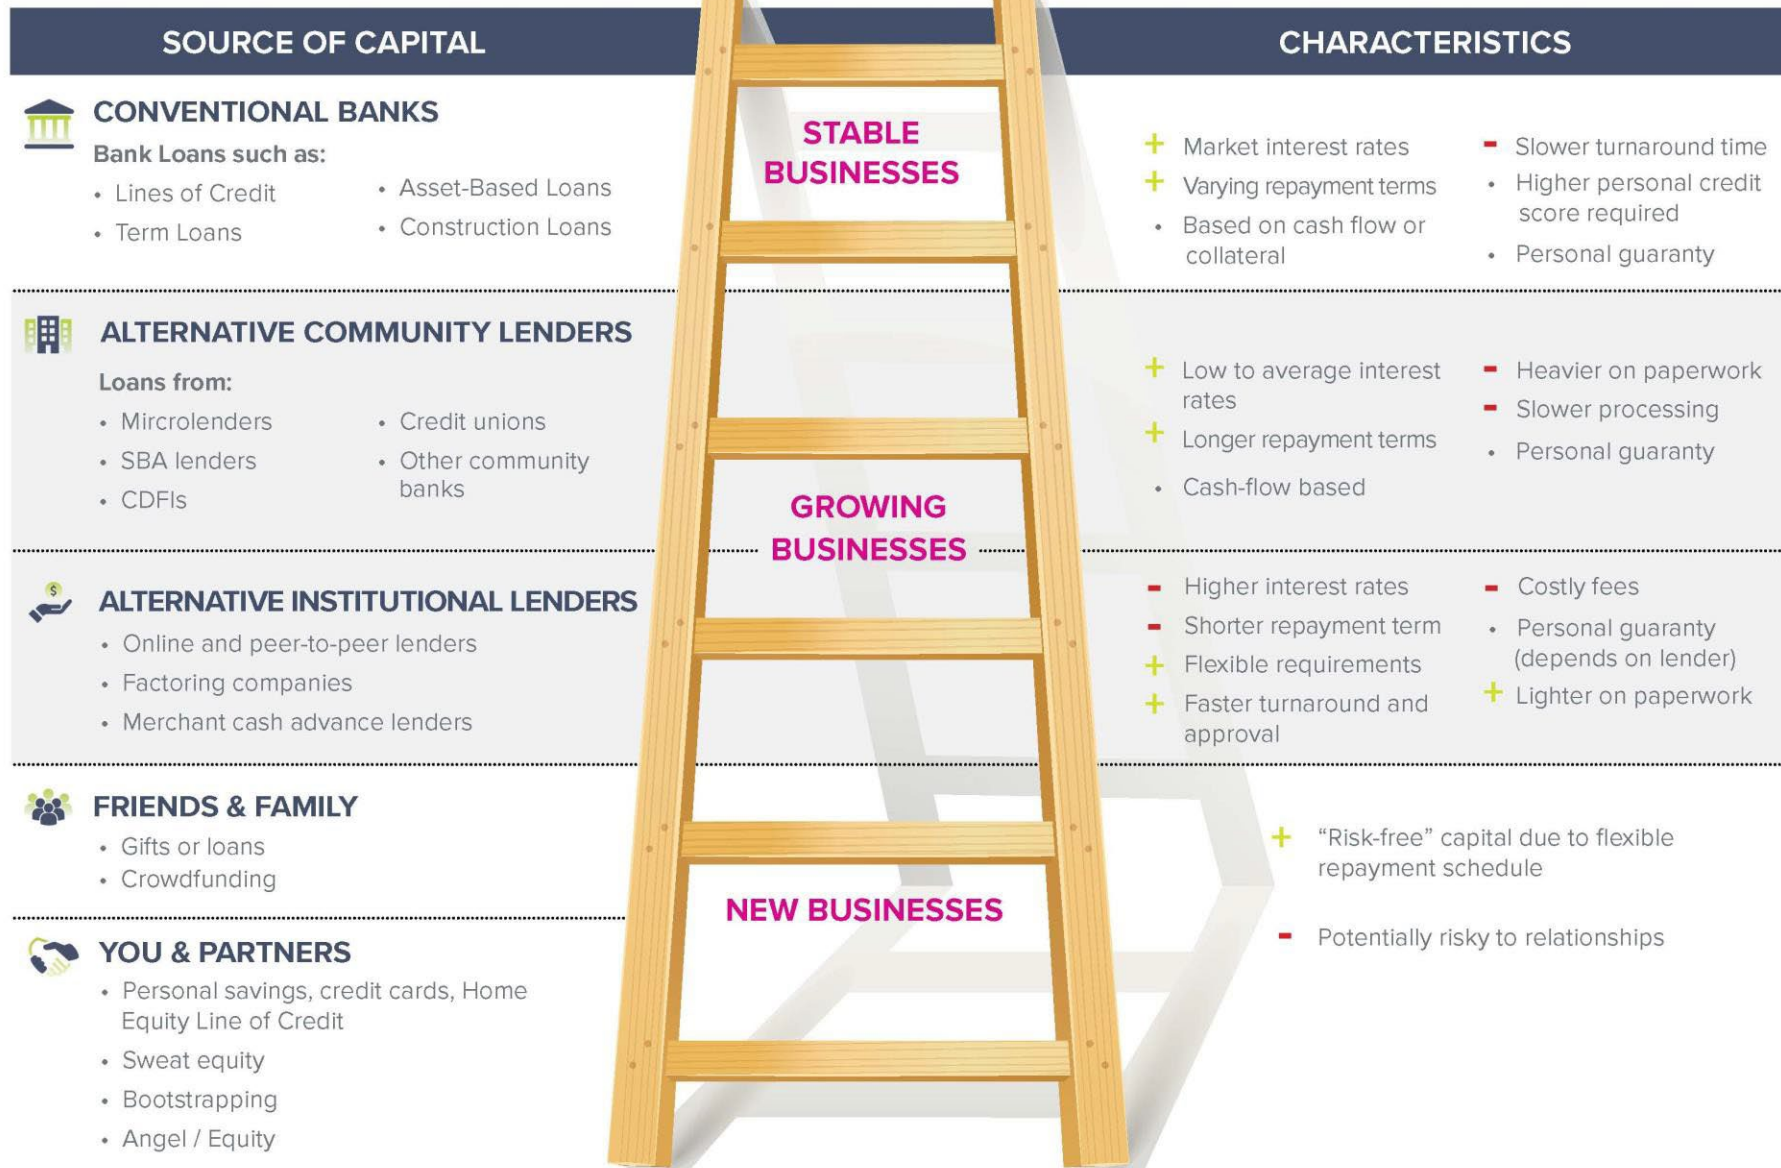 SOURCE OF CAPITAL
CHARACTERISTICS
CONVENTIONAL BANKS
Bank Loans such as:
• Lines of Credit
• Term Loans
• Asset-Based Loans
• Construction Loans
STABLE
BUSINESSES
+ Market interest rates
+ Varying repayment terms
• Based on cash flow or
collateral
- Slower turnaround time
• Higher personal credit
score required
• Personal guaranty
ALTERNATIVE COMMUNITY LENDERS
Loans from:
• Mircrolenders
• SBA lenders
• CDFIs
• Credit unions
• Other community
banks
+ Low to average interest
rates
+ Longer repayment terms
• Cash-flow based
- Heavier on paperwork
- Slower processing
• Personal guaranty
GROWING
BUSINESSES
$
ALTERNATIVE INSTITUTIONAL LENDERS
• Online and peer-to-peer lenders
• Factoring companies
• Merchant cash advance lenders
- Higher interest rates
- Shorter repayment term
+ Flexible requirements
+ Faster turnaround and
approval
- Costly fees
• Personal guaranty
(depends on lender)
+ Lighter on paperwork
FRIENDS & FAMILY
• Gifts or loans
• Crowdfunding
NEW BUSINESSES
+ "Risk-free" capital due to flexible
repayment schedule
- Potentially risky to relationships
YOU & PARTNERS
• Personal savings, credit cards, Home
Equity Line of Credit
• Sweat equity
• Bootstrapping
• Angel / Equity